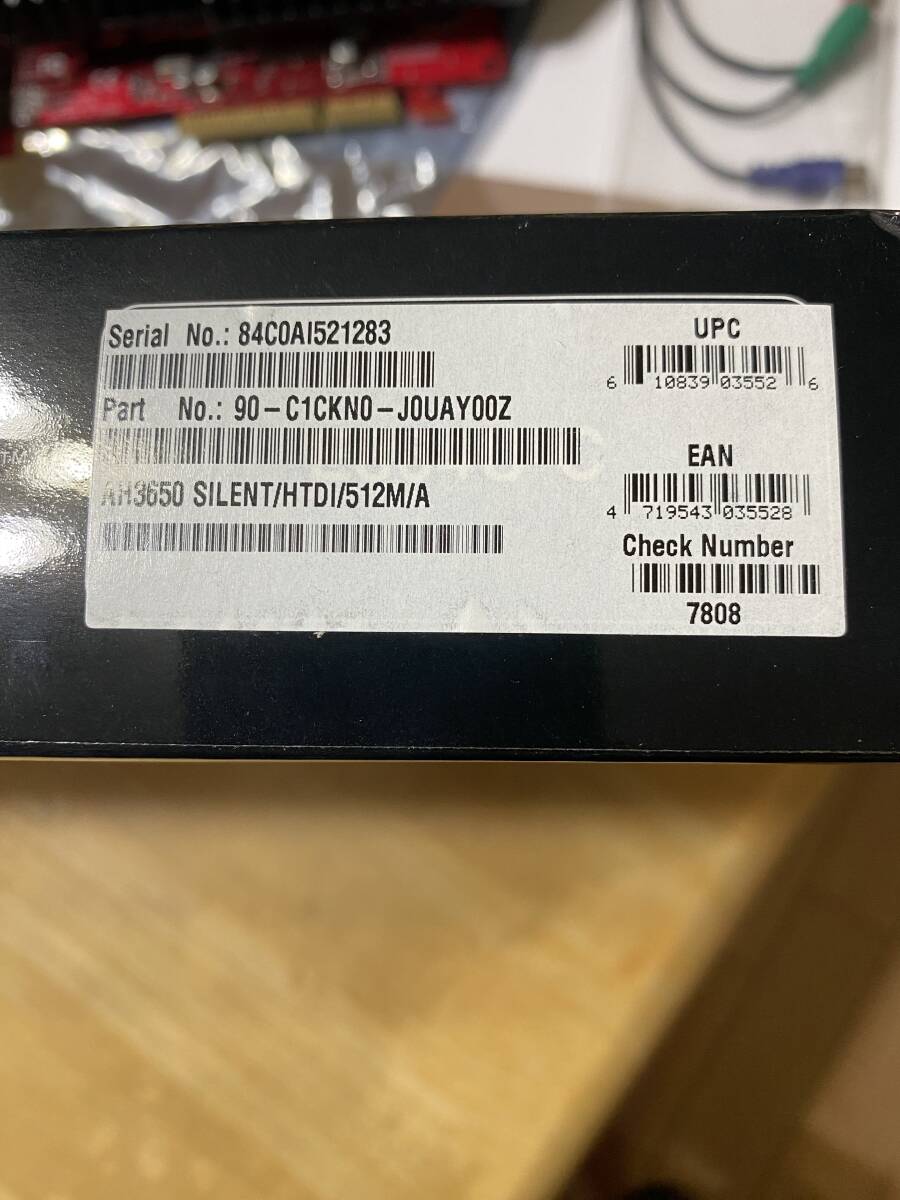 Serial No.: 84C0AI521283
Part No.: 90-C1CKN0-J0UAY00Z
AH3650 SILENT/HTDI/512M/A
UPC
6 10839 03552 6
EAN
4 719543 035528
Check Number
7808
TM